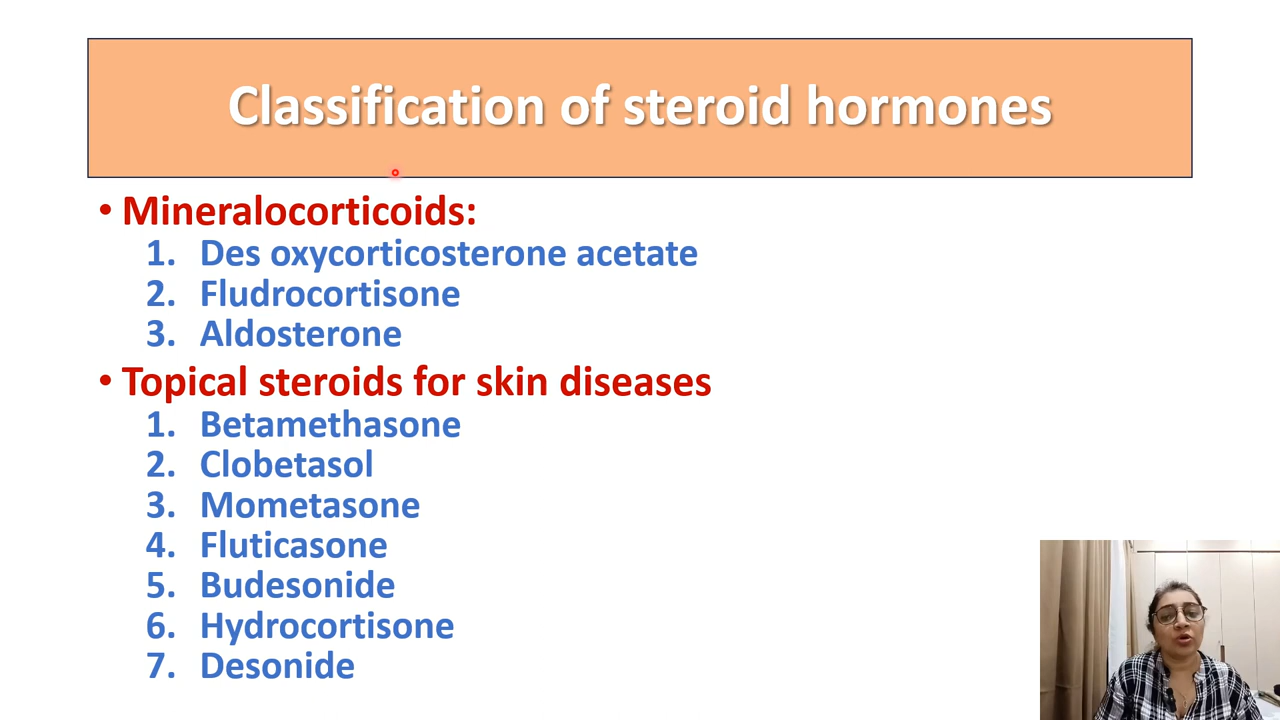 Classification of steroid hormones
• Mineralocorticoids:
1. Des oxycorticosterone acetate
2. Fludrocortisone
3. Aldosterone
• Topical steroids for skin diseases
1. Betamethasone
2. Clobetasol
3. Mometasone
4. Fluticasone
5. Budesonide
6. Hydrocortisone
7. Desonide